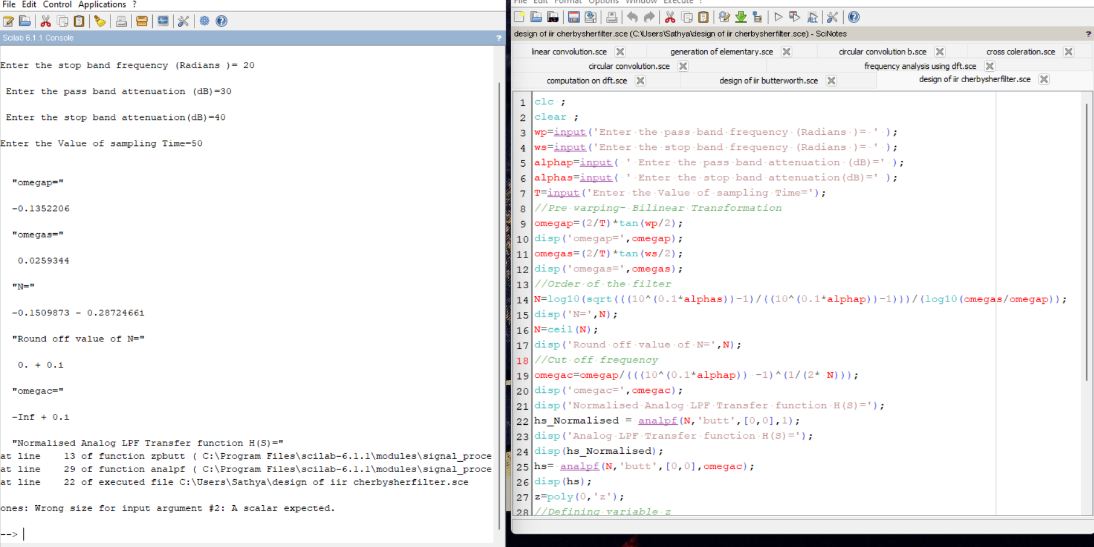 File Edit Control Applications ?
Scilab 6.1.1 Console
?
Enter the stop band frequency (Radians )= 20
Enter the pass band attenuation (dB)=30
Enter the stop band attenuation(dB)=40
Enter the Value of sampling Time=50
"omegap="
-0.1352206
"omegas="
0.0259344
"N="
-0.1509873 - 0.2872466i
"Round off value of N="
0. + 0.i
"omegac="
-Inf + 0.i
"Normalised Analog LPF Transfer function H(S)="
at line 13 of function zpbutt ( C:\Program Files\scilab-6.1.1\modules\signal_proce
at line 29 of function analpf ( C:\Program Files\scilab-6.1.1\modules\signal_proce
at line 22 of executed file C:\Users\Sathya\design of iir cherbysherfilter.sce
ones: Wrong size for input argument #2: A scalar expected.
-->
File Edit Format Options Window Execute ?
design of iir cherbysherfilter.sce (C:\Users\Sathya\design of iir cherbysherfilter.sce) - SciNotes
?
linear convolution.sce generation of elementary.sce circular convolution b.sce cross coleration.sce
circular convolution.sce frequency analysis using dft.sce
computation on dft.sce design of iir butterworth.sce design of iir cherbysherfilter.sce
1 clc ;
2 clear ;
3 wp=input('Enter the pass band frequency (Radians )= ' );
4 ws=input('Enter the stop band frequency (Radians )= ' );
5 alphap=input( ' Enter the pass band attenuation (dB)=' );
6 alphas=input( ' Enter the stop band attenuation(dB)=' );
7 T=input('Enter the Value of sampling Time=');
8 //Pre warping- Bilinear Transformation
9 omegap=(2/T)*tan(wp/2);
10 disp('omegap=',omegap);
11 omegas=(2/T)*tan(ws/2);
12 disp('omegas=',omegas);
13 //Order of the filter
14 N=log10(sqrt(((10^(0.1*alphas))-1)/((10^(0.1*alphap))-1)))/(log10(omegas/omegap));
15 disp('N=',N);
16 N=ceil(N);
17 disp('Round off value of N=',N);
18 //Cut off frequency
19 omegac=omegap/(((10^(0.1*alphap)) -1)^(1/(2* N)));
20 disp('omegac=',omegac);
21 disp('Normalised Analog LPF Transfer function H(S)=');
22 hs_Normalised = analpf(N,'butt',[0,0],1);
23 disp('Analog LPF Transfer function H(S)=');
24 disp(hs_Normalised);
25 hs= analpf(N,'butt',[0,0],omegac);
26 disp(hs);
27 z=poly(0,'z');
28 //Defining variable z